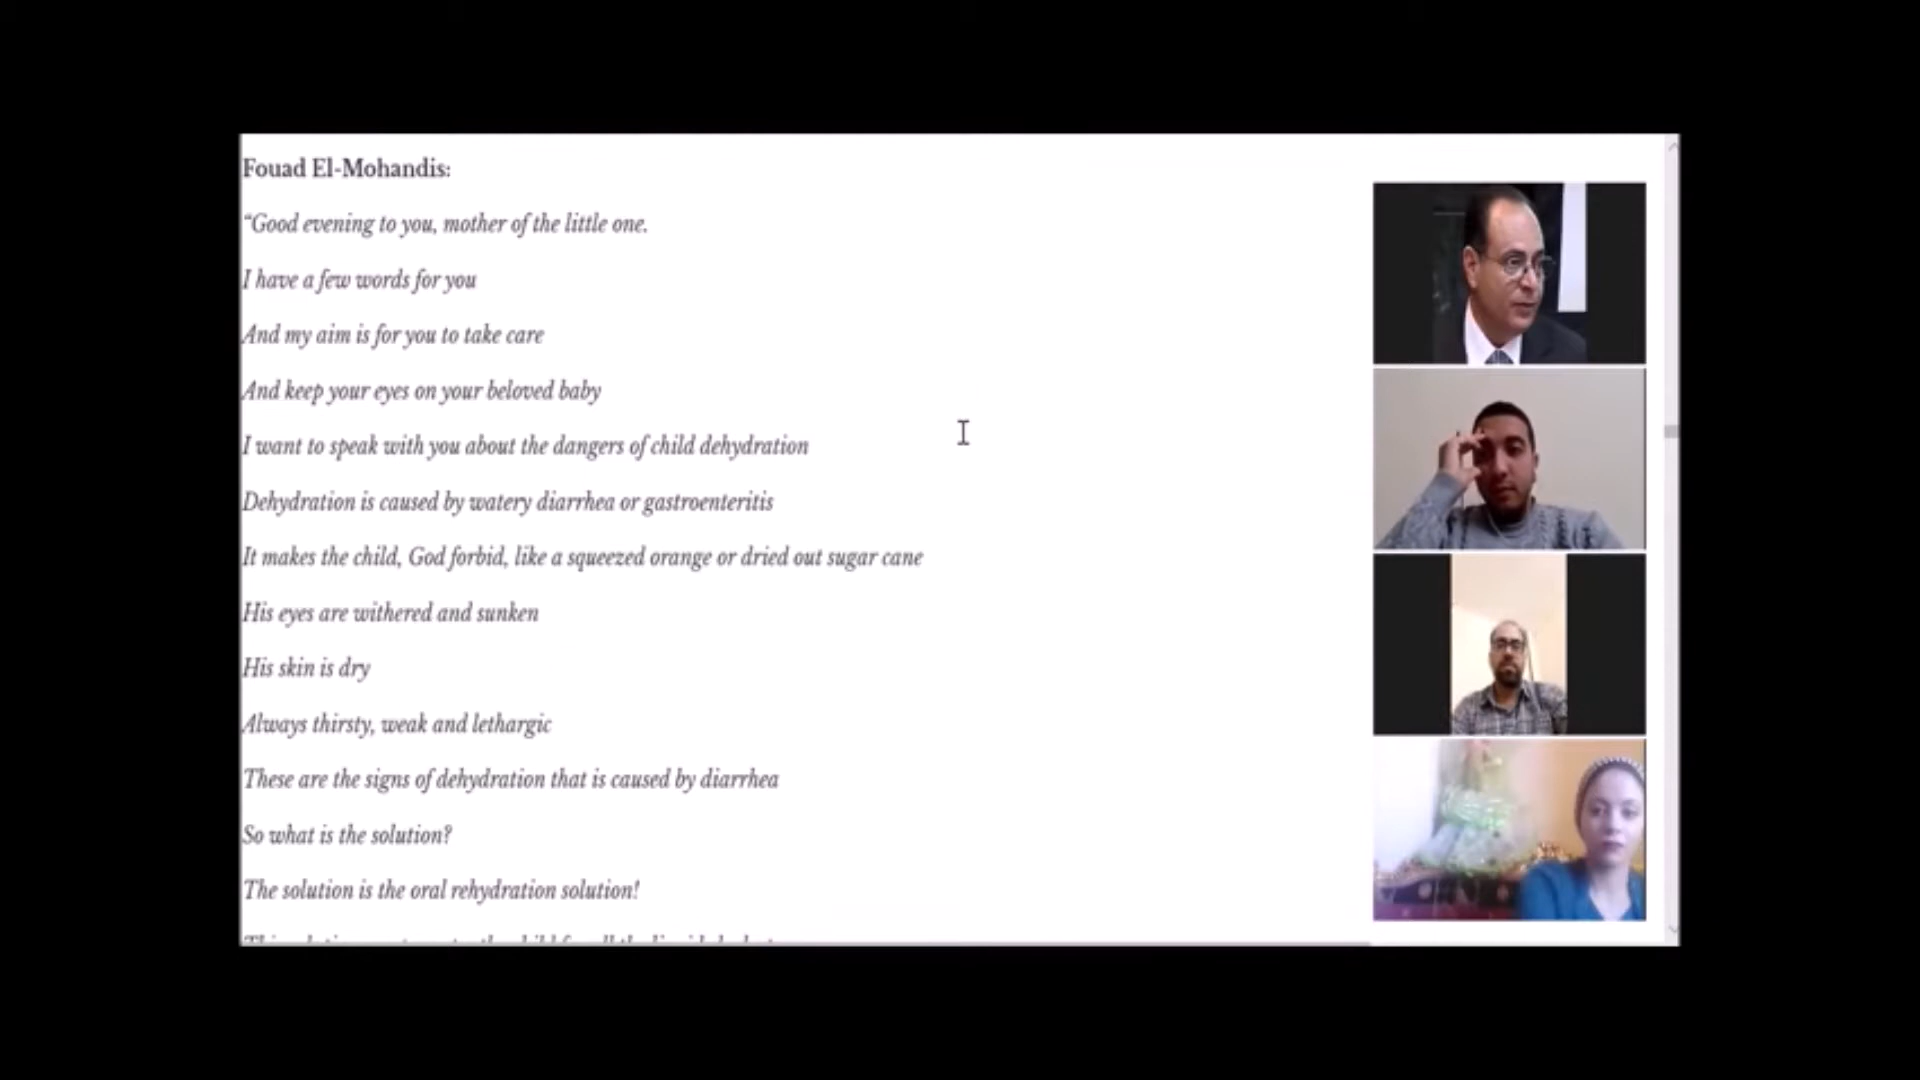 Fouad El-Mohandis:
“Good evening to you, mother of the little one.
I have a few words for you
And my aim is for you to take care
And keep your eyes on your beloved baby
I want to speak with you about the dangers of child dehydration
Dehydration is caused by watery diarrhea or gastroenteritis
It makes the child, God forbid, like a squeezed orange or dried out sugar cane
His eyes are withered and sunken
His skin is dry
Always thirsty, weak and lethargic
These are the signs of dehydration that is caused by diarrhea
So what is the solution?
The solution is the oral rehydration solution!